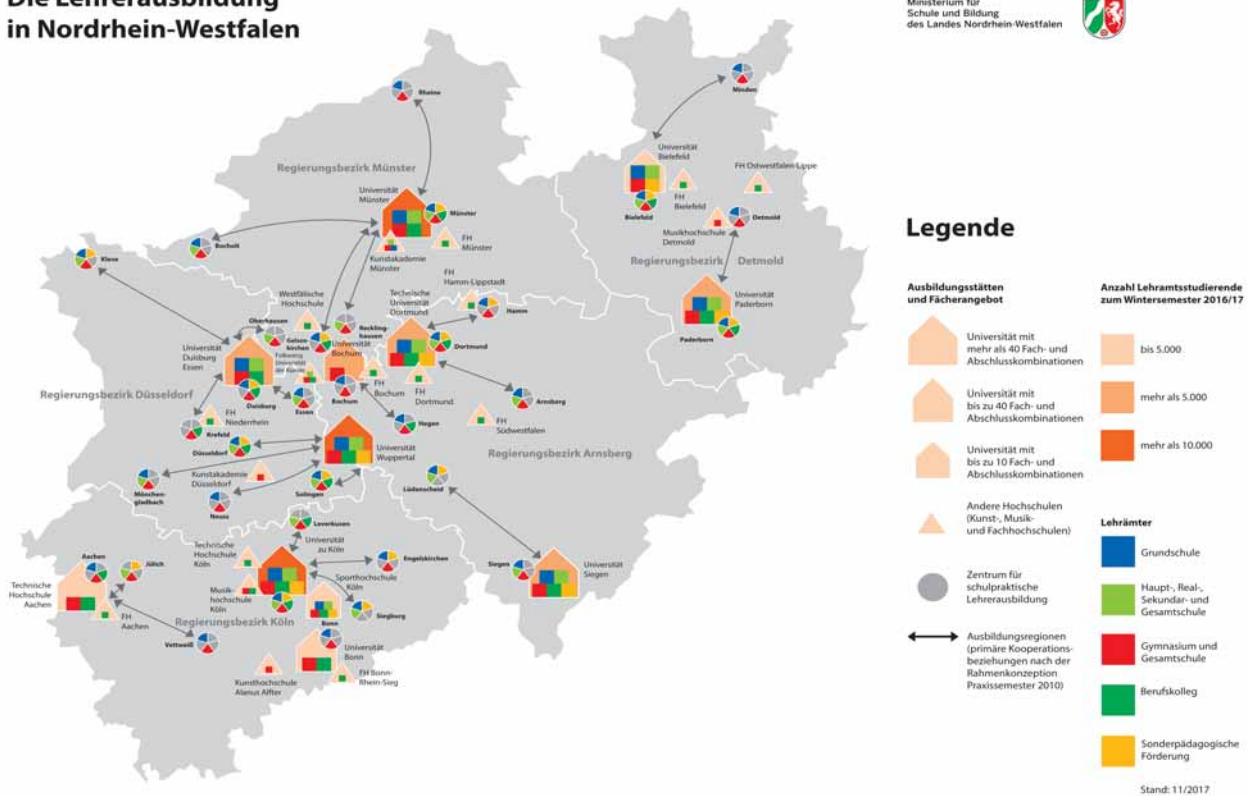 Die Lehrerausbildung
in Nordrhein-Westfalen
Ministerium für
Schule und Bildung
des Landes Nordrhein-Westfalen
Rheine
Minden
Regierungsbezirk Münster
Universität
Münster
Münster
FH
Münster
Kunstakademie
Münster
Bocholt
Kleve
Universität
Bielefeld
FH Ostwestfalen-Lippe
FH
Bielefeld
Bielefeld
Musikhochschule
Detmold
Detmold
Regierungsbezirk Detmold
Universität
Paderborn
Paderborn
FH
Hamm-Lippstadt
Hamm
Westfälische
Hochschule
Technische
Universität
Dortmund
Dortmund
FH
Dortmund
Oberhausen
Gelsen-
kirchen
Reckling-
hausen
Folkwang
Universität
der Künste
Universität
Bochum
Bochum
FH
Bochum
Universität
Duisburg
Essen
Duisburg
Essen
Regierungsbezirk Düsseldorf
FH
Niederrhein
Krefeld
Düsseldorf
Hagen
Arnsberg
FH
Südwestfalen
Regierungsbezirk Arnsberg
Universität
Wuppertal
Kunstakademie
Düsseldorf
Mönchen-
gladbach
Neuss
Solingen
Lüdenscheid
Leverkusen
Universität
zu Köln
Technische
Hochschule
Köln
Engelskirchen
Sporthochschule
Köln
Musik-
hochschule
Köln
Siegburg
Regierungsbezirk Köln
Bonn
Universität
Bonn
FH Bonn-
Rhein-Sieg
Kunsthochschule
Alanus Alfter
Aachen
Jülich
Technische
Hochschule
Aachen
FH
Aachen
Vettweiß
Siegen
Universität
Siegen
Legende
Ausbildungsstätten
und Fächerangebot
Universität mit
mehr als 40 Fach- und
Abschlusskombinationen
Universität mit
bis zu 40 Fach- und
Abschlusskombinationen
Universität mit
bis zu 10 Fach- und
Abschlusskombinationen
Andere Hochschulen
(Kunst-, Musik-
und Fachhochschulen)
Zentrum für
schulpraktische
Lehrerausbildung
Ausbildungsregionen
(primäre Kooperations-
beziehungen nach der
Rahmenkonzeption
Praxissemester 2010)
Anzahl Lehramtsstudierende
zum Wintersemester 2016/17
bis 5.000
mehr als 5.000
mehr als 10.000
Lehrämter
Grundschule
Haupt-, Real-,
Sekundar- und
Gesamtschule
Gymnasium und
Gesamtschule
Berufskolleg
Sonderpädagogische
Förderung
Stand: 11/2017